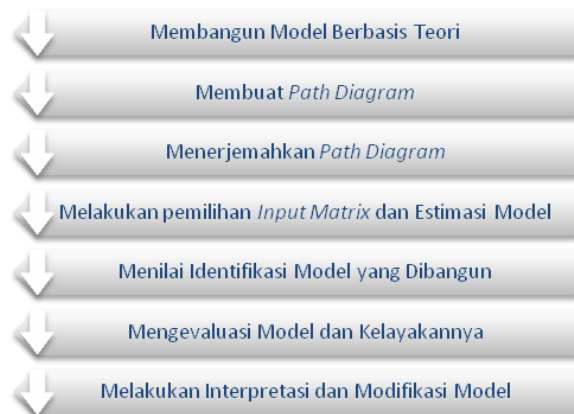 Membangun Model Berbasis Teori
Membuat Path Diagram
Menerjemahkan Path Diagram
Melakukan pemilihan Input Matrix dan Estimasi Model
Menilai Identifikasi Model yang Dibangun
Mengevaluasi Model dan Kelayakannya
Melakukan Interpretasi dan Modifikasi Model